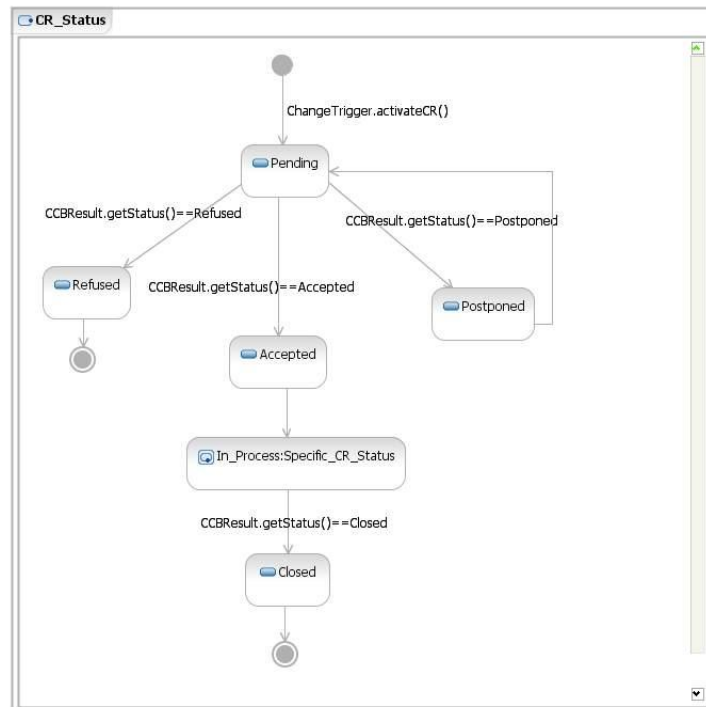 CR_Status
ChangeTrigger.activateCR()
Pending
CCBResult.getStatus()==Refused
CCBResult.getStatus()==Postponed
Refused
CCBResult.getStatus()==Accepted
Postponed
Accepted
In_Process:Specific_CR_Status
CCBResult.getStatus()==Closed
Closed